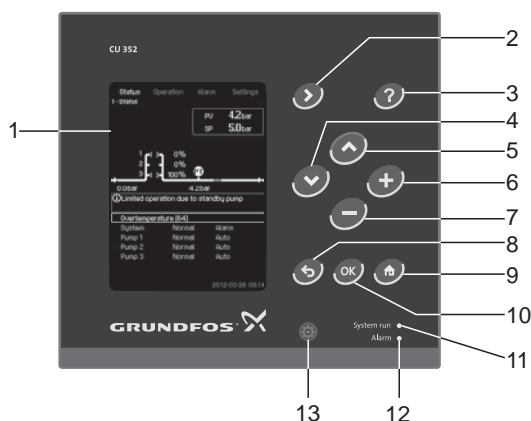 CU 352
Status Operation Alarm Settings
1 - Status
PV 4.2bar
SP 5.0bar
1 0%
2 0%
3 100%
0.0bar 4.2bar
Limited operation due to standby pump
Overtemperature (64)
System Normal Alarm
Pump 1 Normal Auto
Pump 2 Normal Auto
Pump 3 Normal Auto
2012-03-26 09:14
GRUNDFOS
?
OK
System run
Alarm
1
2
3
4
5
6
7
8
9
10
11
12
13